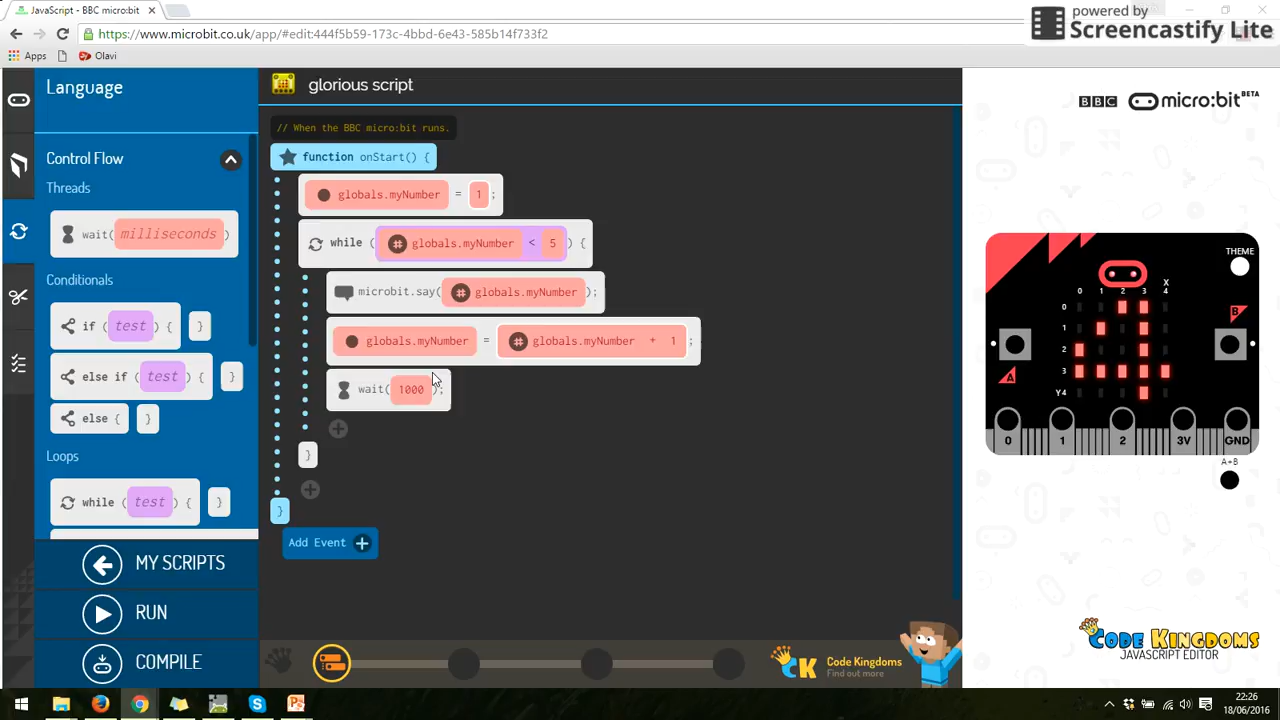 JavaScript - BBC micro:bit
powered by
Screencastify Lite
https://www.microbit.co.uk/app/#edit:444f5b59-173c-4bbd-6e43-585b14f733f2
Apps
Olavi
Language
Control Flow
Threads
wait(milliseconds)
Conditionals
if (test) { }
else if (test) { }
else { }
Loops
while (test) { }
MY SCRIPTS
RUN
COMPILE
glorious script
// When the BBC micro:bit runs.
function onStart() {
globals.myNumber = 1;
while (# globals.myNumber < 5) {
microbit.say(# globals.myNumber);
globals.myNumber = # globals.myNumber + 1;
wait(1000);
+
}
+
}
Add Event +
CK Code Kingdoms
Find out more
BBC micro:bit BETA
THEME
X
0 1 2 3 4
0
1
2
3
Y4
A
B
0 1 2 3V GND
A+B
CODE KINGDOMS
JAVASCRIPT EDITOR
22:26
18/06/2016